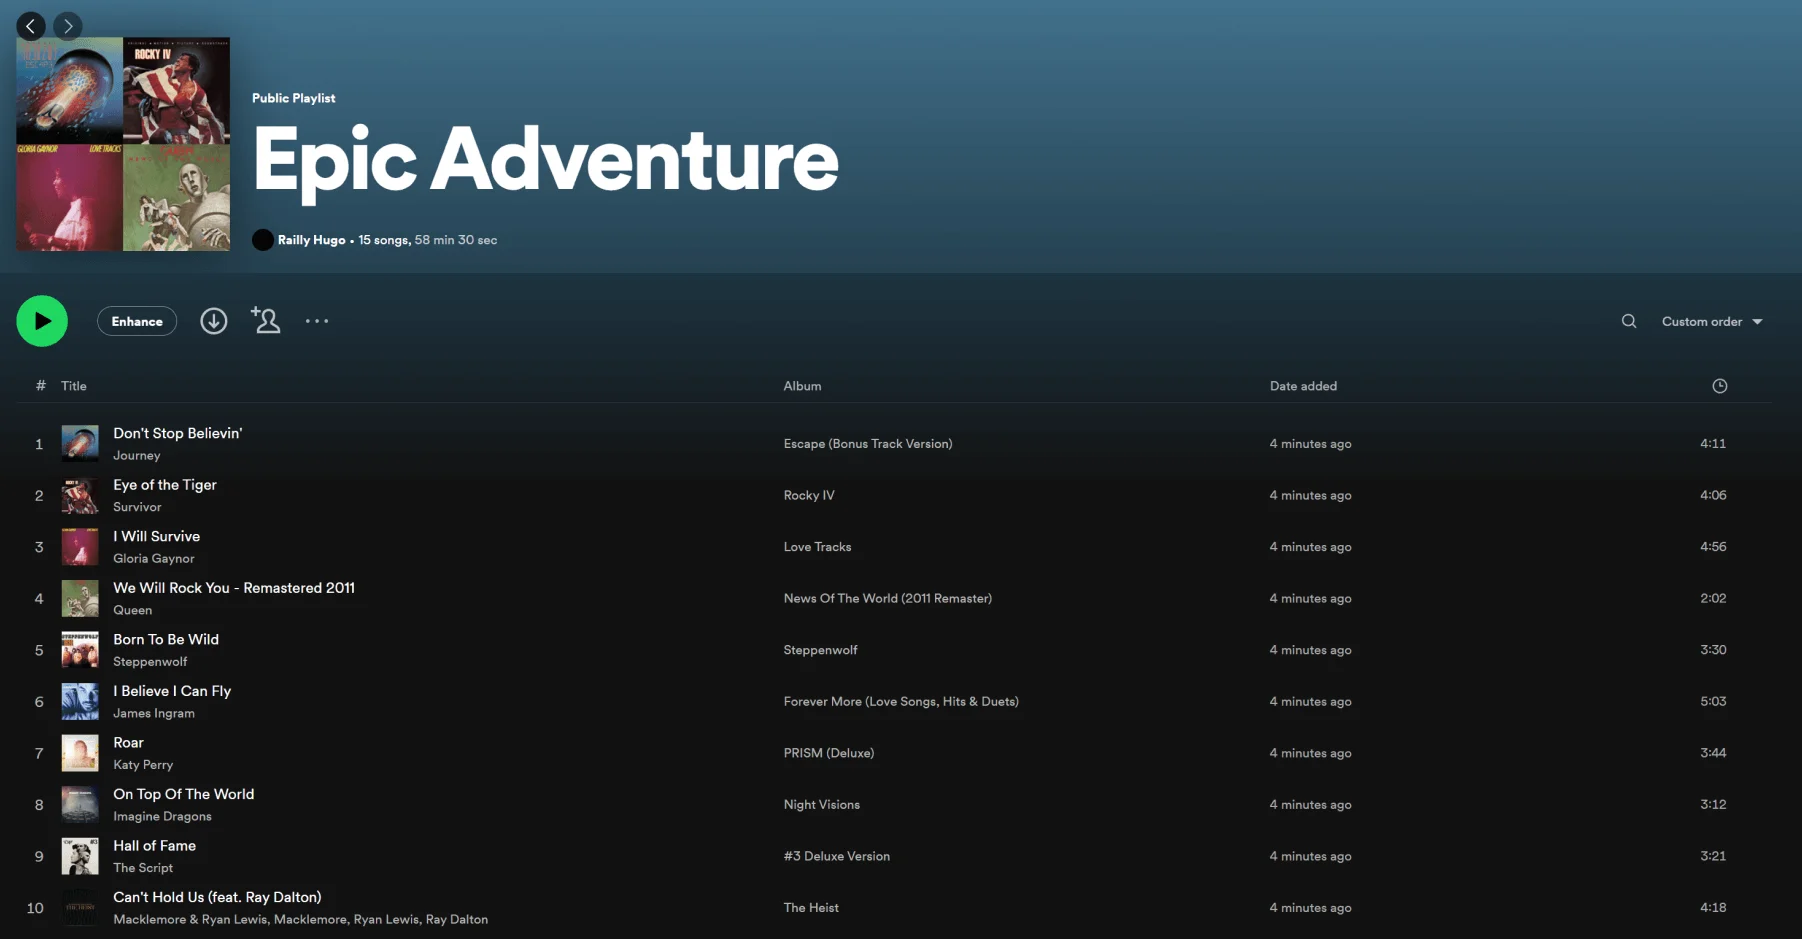 ROCKY IV
GLORIA GAYNOR LOVE TRACKS
Public Playlist
Epic Adventure
Railly Hugo • 15 songs, 58 min 30 sec
Enhance
Custom order
# Title Album Date added
1 Don't Stop Believin' Escape (Bonus Track Version) 4 minutes ago 4:11
Journey
2 Eye of the Tiger Rocky IV 4 minutes ago 4:06
Survivor
3 I Will Survive Love Tracks 4 minutes ago 4:56
Gloria Gaynor
4 We Will Rock You - Remastered 2011 News Of The World (2011 Remaster) 4 minutes ago 2:02
Queen
5 Born To Be Wild Steppenwolf 4 minutes ago 3:30
Steppenwolf
6 I Believe I Can Fly Forever More (Love Songs, Hits & Duets) 4 minutes ago 5:03
James Ingram
7 Roar PRISM (Deluxe) 4 minutes ago 3:44
Katy Perry
8 On Top Of The World Night Visions 4 minutes ago 3:12
Imagine Dragons
9 Hall of Fame #3 Deluxe Version 4 minutes ago 3:21
The Script
10 Can't Hold Us (feat. Ray Dalton) The Heist 4 minutes ago 4:18
Macklemore & Ryan Lewis, Macklemore, Ryan Lewis, Ray Dalton